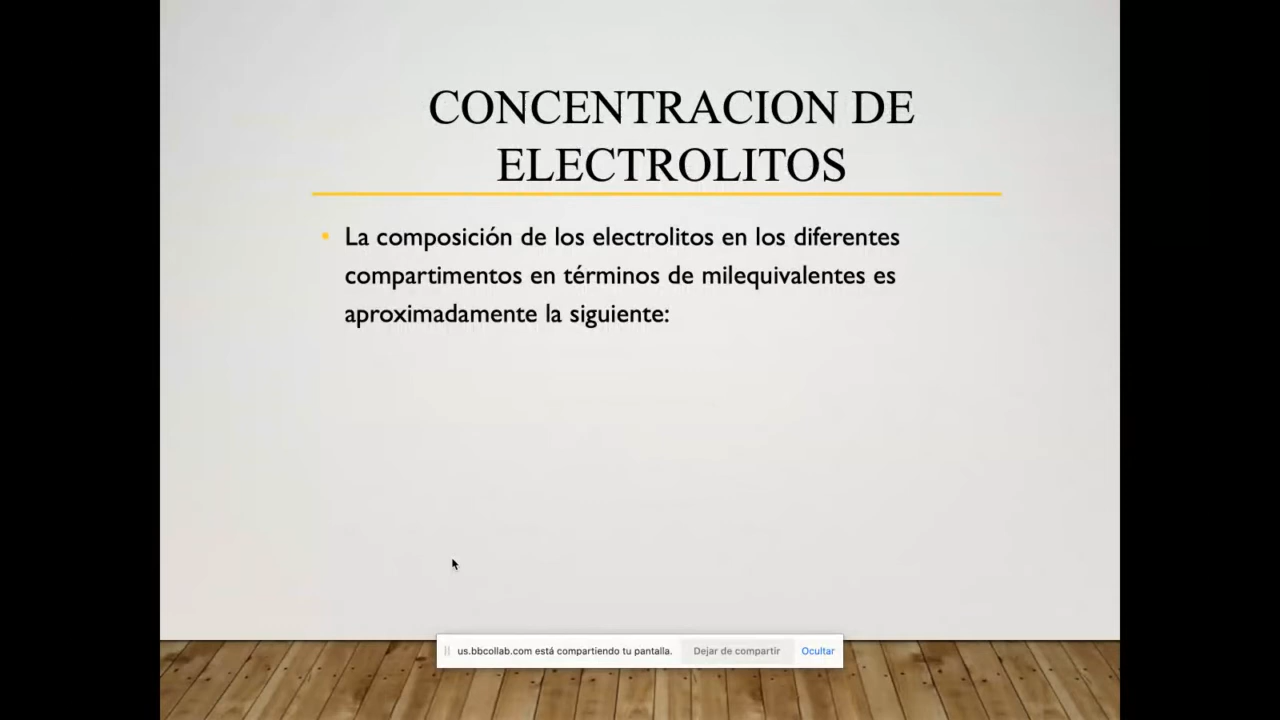 CONCENTRACION DE
ELECTROLITOS
• La composición de los electrolitos en los diferentes
compartimentos en términos de milequivalentes es
aproximadamente la siguiente:
us.bbcollab.com está compartiendo tu pantalla. Dejar de compartir Ocultar